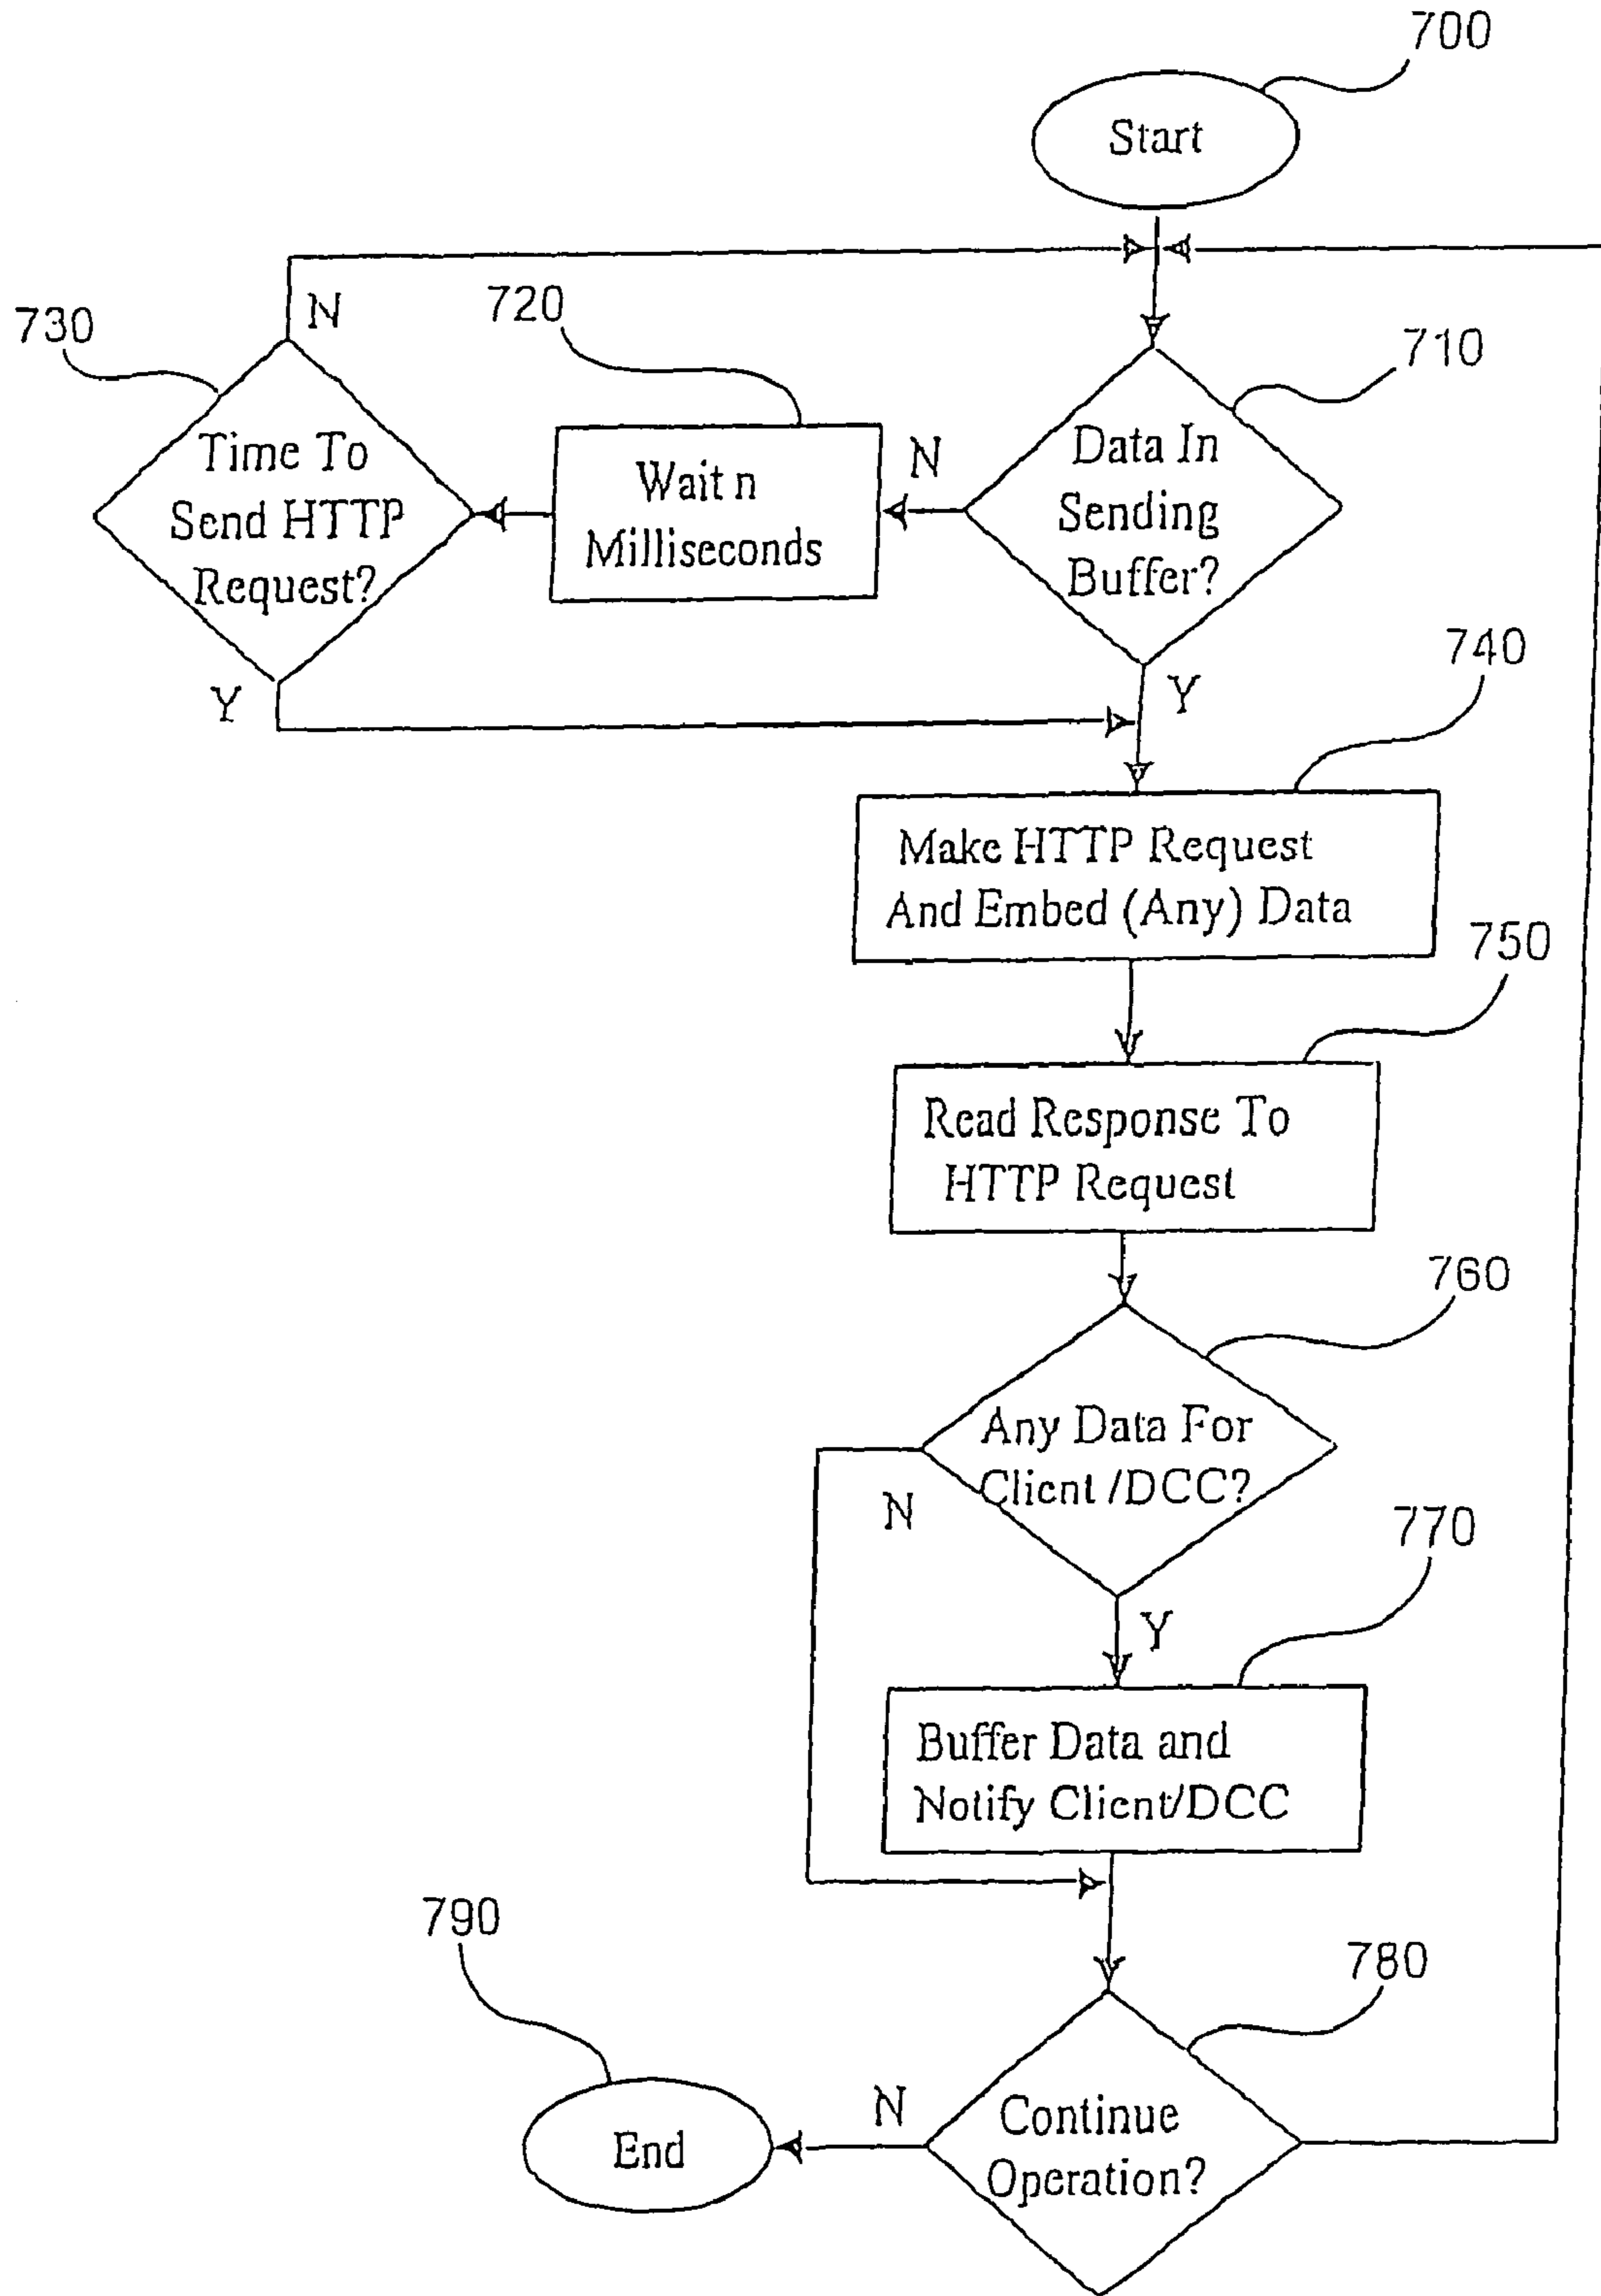 700
Start
N
720
730
710
Time To
Send HTTP
Request?
Wait n
Milliseconds
N
Data In
Sending
Buffer?
740
Y
Y
Make HTTP Request
And Embed (Any) Data
750
Read Response To
HTTP Request
760
Any Data For
Client /DCC?
N
770
Y
Buffer Data and
Notify Client/DCC
790
780
N
End
Continue
Operation?